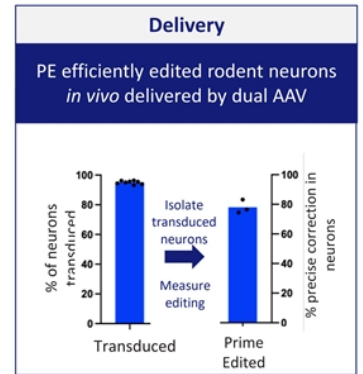 Delivery
PE efficiently edited rodent neurons
in vivo delivered by dual AAV
% of neurons
transduced
100
80
60
40
20
0
Transduced
Isolate
transduced
neurons
Measure
editing
100
80
60
40
20
0
% precise correction in
neurons
Prime
Edited